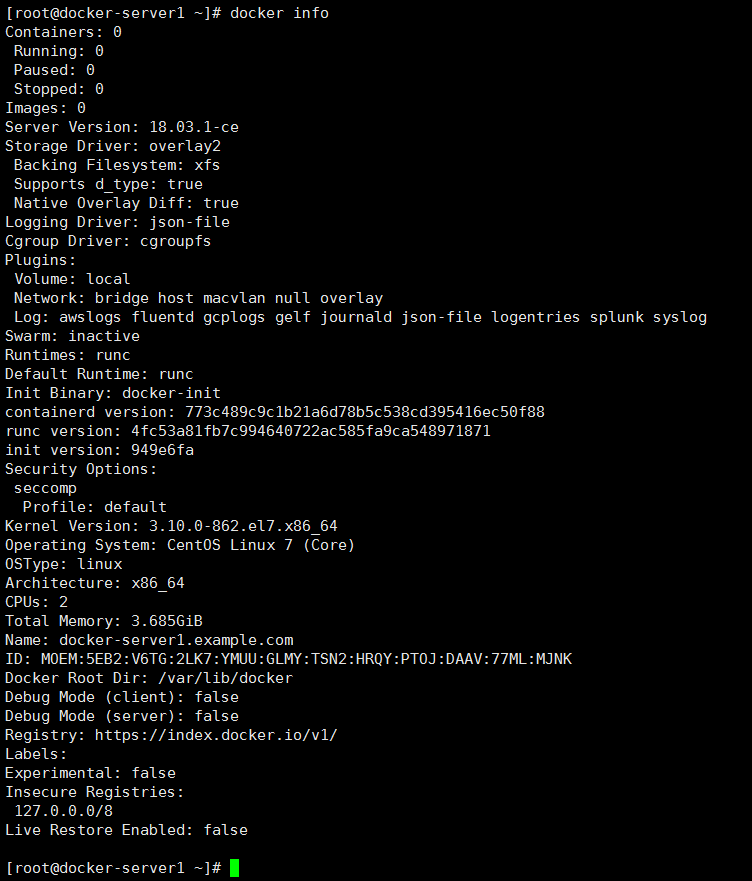 [root@docker-server1 ~]# docker info
Containers: 0
 Running: 0
 Paused: 0
 Stopped: 0
Images: 0
Server Version: 18.03.1-ce
Storage Driver: overlay2
 Backing Filesystem: xfs
 Supports d_type: true
 Native Overlay Diff: true
Logging Driver: json-file
Cgroup Driver: cgroupfs
Plugins:
 Volume: local
 Network: bridge host macvlan null overlay
 Log: awslogs fluentd gcplogs gelf journald json-file logentries splunk syslog
Swarm: inactive
Runtimes: runc
Default Runtime: runc
Init Binary: docker-init
containerd version: 773c489c9c1b21a6d78b5c538cd395416ec50f88
runc version: 4fc53a81fb7c994640722ac585fa9ca548971871
init version: 949e6fa
Security Options:
 seccomp
  Profile: default
Kernel Version: 3.10.0-862.el7.x86_64
Operating System: CentOS Linux 7 (Core)
OSType: linux
Architecture: x86_64
CPUs: 2
Total Memory: 3.685GiB
Name: docker-server1.example.com
ID: MOEM:5EB2:V6TG:2LK7:YMUU:GLMY:TSN2:HRQY:PTOJ:DAAV:77ML:MJNK
Docker Root Dir: /var/lib/docker
Debug Mode (client): false
Debug Mode (server): false
Registry: https://index.docker.io/v1/
Labels:
Experimental: false
Insecure Registries:
 127.0.0.0/8
Live Restore Enabled: false
[root@docker-server1 ~]#